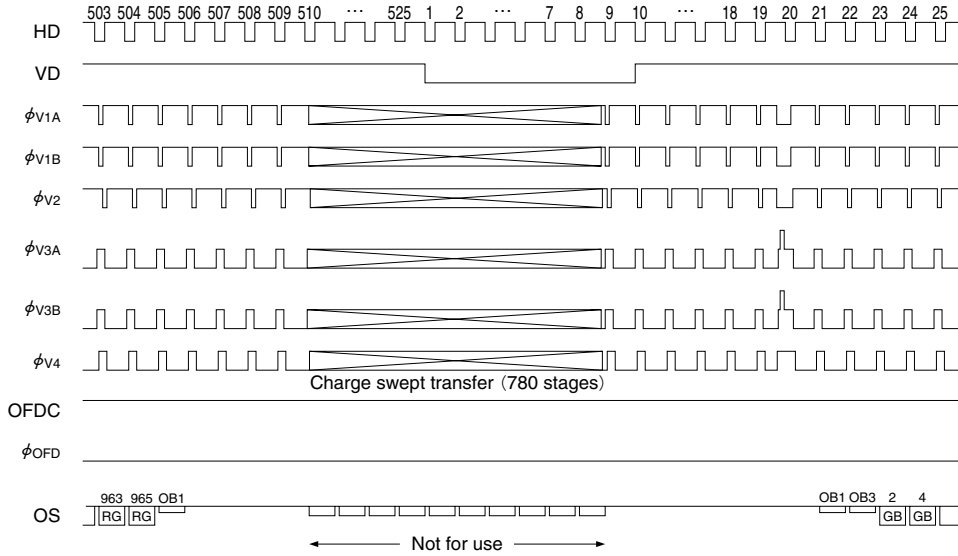 503 504 505 506 507 508 509 510 ··· 525 1 2 ··· 7 8 9 10 ··· 18 19 20 21 22 23 24 25
HD
VD
ϕV1A
ϕV1B
ϕV2
ϕV3A
ϕV3B
ϕV4
Charge swept transfer (780 stages)
OFDC
ϕOFD
963 965 OB1 OB1 OB3 2 4
OS RG RG GB GB
Not for use